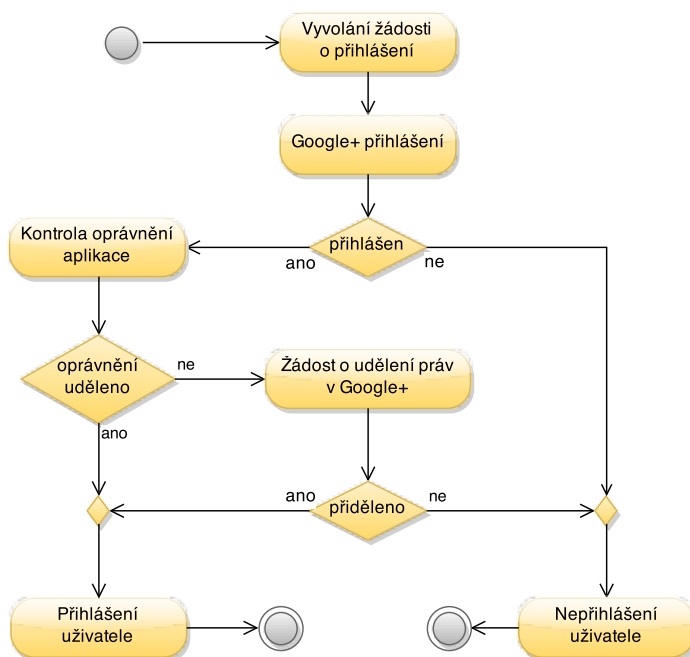 Vyvolání žádosti
o přihlášení
Google+ přihlášení
přihlášen
ano
ne
Kontrola oprávnění
aplikace
oprávnění
uděleno
ne
ano
Žádost o udělení práv
v Google+
přiděleno
ano
ne
Přihlášení
uživatele
Nepřihlášení
uživatele